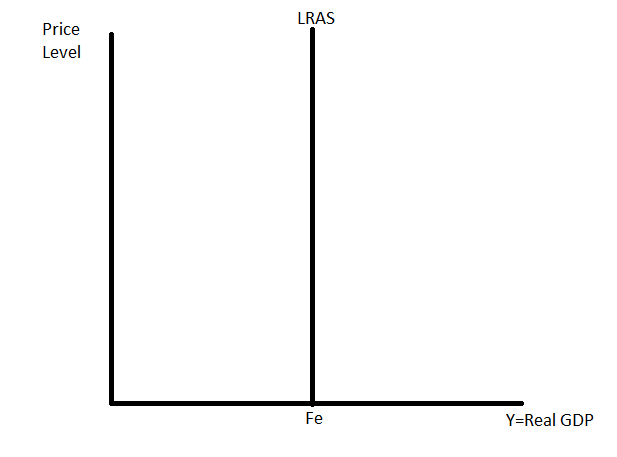 LRAS
Price
Level
Fe
Y=Real GDP